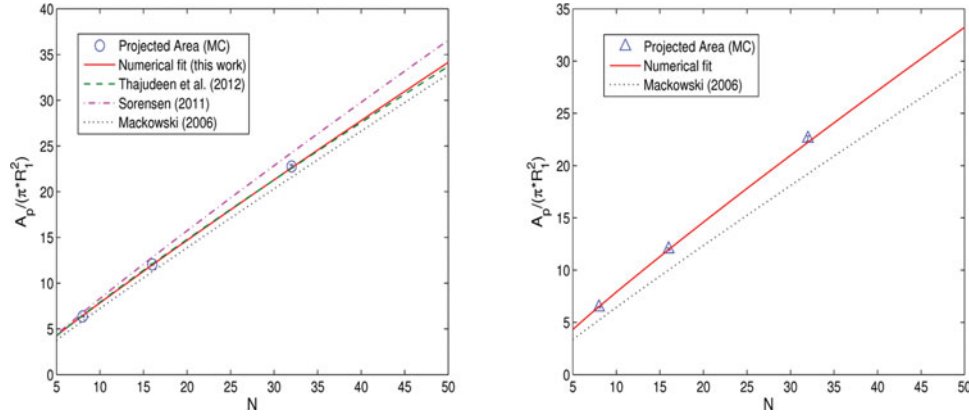 40
35
30
25
20
15
10
5
0
5 10 15 20 25 30 35 40 45 50
N
A_p/(π*R_1^2)
Projected Area (MC)
Numerical fit (this work)
Thajudeen et al. (2012)
Sorensen (2011)
Mackowski (2006)
35
30
25
20
15
10
5
0
5 10 15 20 25 30 35 40 45 50
N
A_p/(π*R_1^2)
Projected Area (MC)
Numerical fit
Mackowski (2006)